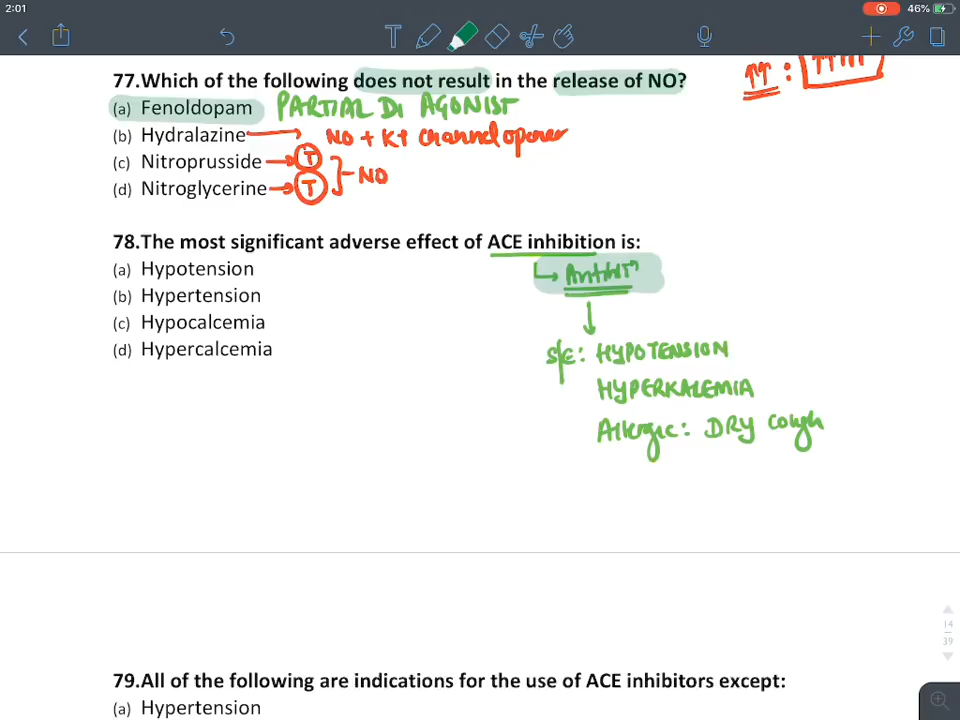 2:01
46%
77.Which of the following does not result in the release of NO?
(a) Fenoldopam PARTIAL D1 AGONIST
(b) Hydralazine NO + K+ channel opener
(c) Nitroprusside T
(d) Nitroglycerine T NO
78.The most significant adverse effect of ACE inhibition is:
(a) Hypotension
(b) Hypertension
(c) Hypocalcemia
(d) Hypercalcemia
S/E: HYPOTENSION
HYPERKALEMIA
Allergic: DRY Cough
14
39
79.All of the following are indications for the use of ACE inhibitors except:
(a) Hypertension